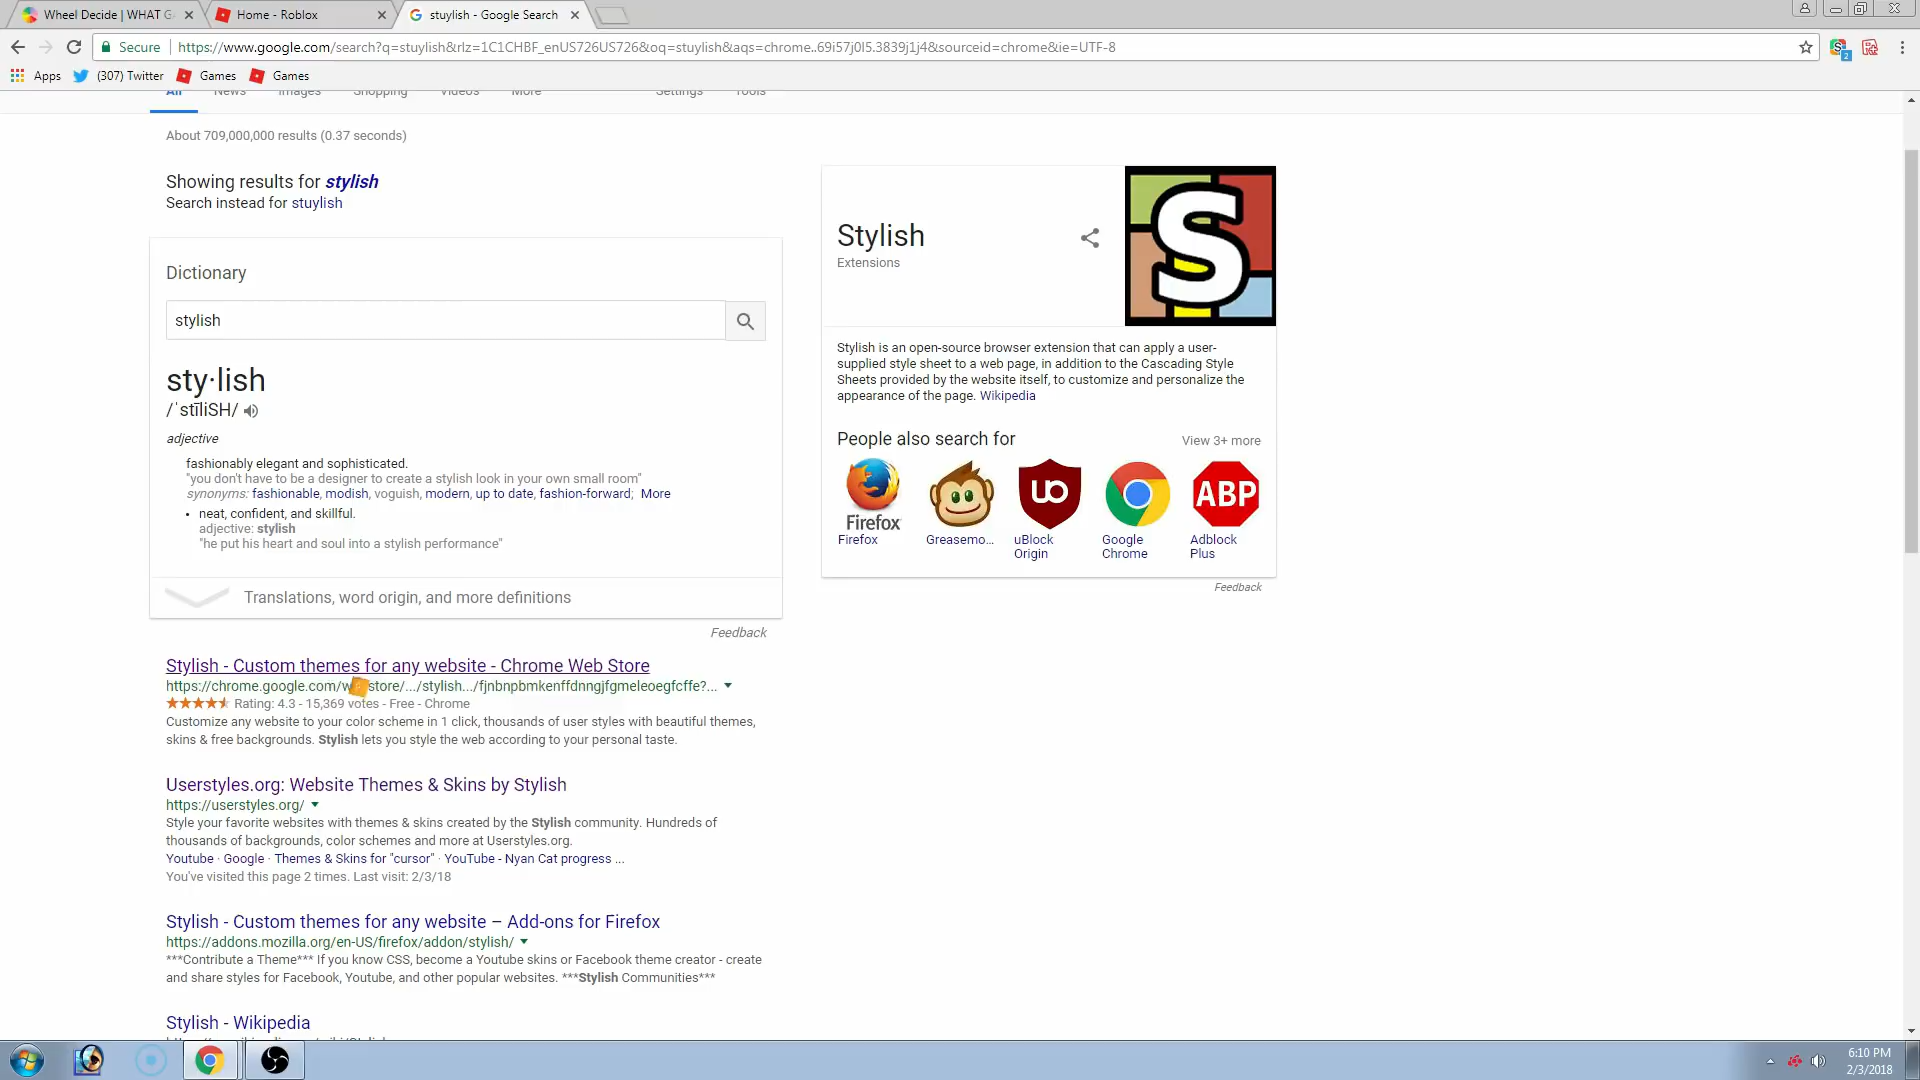 Wheel Decide | WHAT G
Home - Roblox
stuylish - Google Search
Secure
https://www.google.com/search?q=stuylish&rlz=1C1CHBF_enUS726US726&oq=stuylish&aqs=chrome..69i57j0l5.3839j1j4&sourceid=chrome&ie=UTF-8
2
Apps
(307) Twitter
Games
Games
All
News
Images
Shopping
Videos
More
Settings
Tools
About 709,000,000 results (0.37 seconds)
Showing results for stylish
Search instead for stuylish
Dictionary
stylish
sty·lish
/ˈstīliSH/
adjective
fashionably elegant and sophisticated.
"you don't have to be a designer to create a stylish look in your own small room"
synonyms: fashionable, modish, voguish, modern, up to date, fashion-forward; More
• neat, confident, and skillful.
adjective: stylish
"he put his heart and soul into a stylish performance"
Translations, word origin, and more definitions
Feedback
Stylish - Custom themes for any website - Chrome Web Store
https://chrome.google.com/w store/.../stylish.../fjnbnpbmkenffdnngjfgmeleoegfcffe?...
Rating: 4.3 - 15,369 votes - Free - Chrome
Customize any website to your color scheme in 1 click, thousands of user styles with beautiful themes,
skins & free backgrounds. Stylish lets you style the web according to your personal taste.
Userstyles.org: Website Themes & Skins by Stylish
https://userstyles.org/
Style your favorite websites with themes & skins created by the Stylish community. Hundreds of
thousands of backgrounds, color schemes and more at Userstyles.org.
Youtube · Google · Themes & Skins for "cursor" · YouTube - Nyan Cat progress ...
You've visited this page 2 times. Last visit: 2/3/18
Stylish - Custom themes for any website – Add-ons for Firefox
https://addons.mozilla.org/en-US/firefox/addon/stylish/
***Contribute a Theme*** If you know CSS, become a Youtube skins or Facebook theme creator - create
and share styles for Facebook, Youtube, and other popular websites. ***Stylish Communities***
Stylish - Wikipedia
Stylish
Extensions
S
Stylish is an open-source browser extension that can apply a user-
supplied style sheet to a web page, in addition to the Cascading Style
Sheets provided by the website itself, to customize and personalize the
appearance of the page. Wikipedia
People also search for
View 3+ more
Firefox
ABP
Firefox
Greasemo...
uBlock
Origin
Google
Chrome
Adblock
Plus
Feedback
6:10 PM
2/3/2018